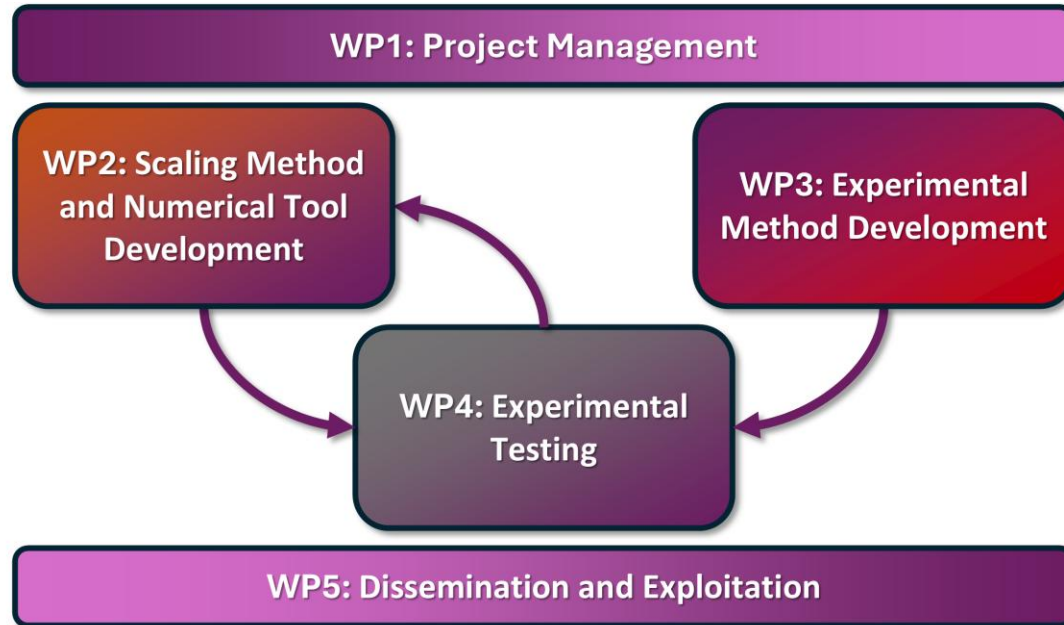 WP1: Project Management
WP2: Scaling Method
and Numerical Tool
Development
WP3: Experimental
Method Development
WP4: Experimental
Testing
WP5: Dissemination and Exploitation